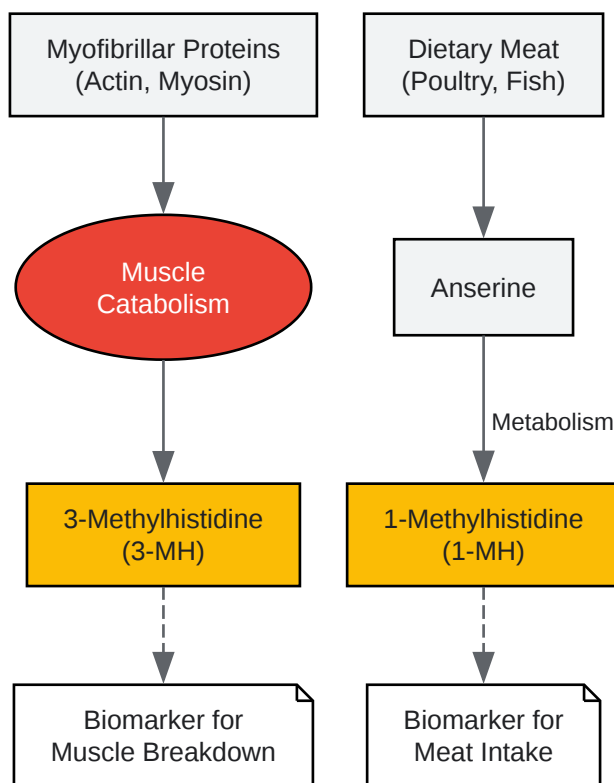 Myofibrillar Proteins
(Actin, Myosin)
Dietary Meat
(Poultry, Fish)
Muscle
Catabolism
Anserine
Metabolism
3-Methylhistidine
(3-MH)
1-Methylhistidine
(1-MH)
Biomarker for
Muscle Breakdown
Biomarker for
Meat Intake